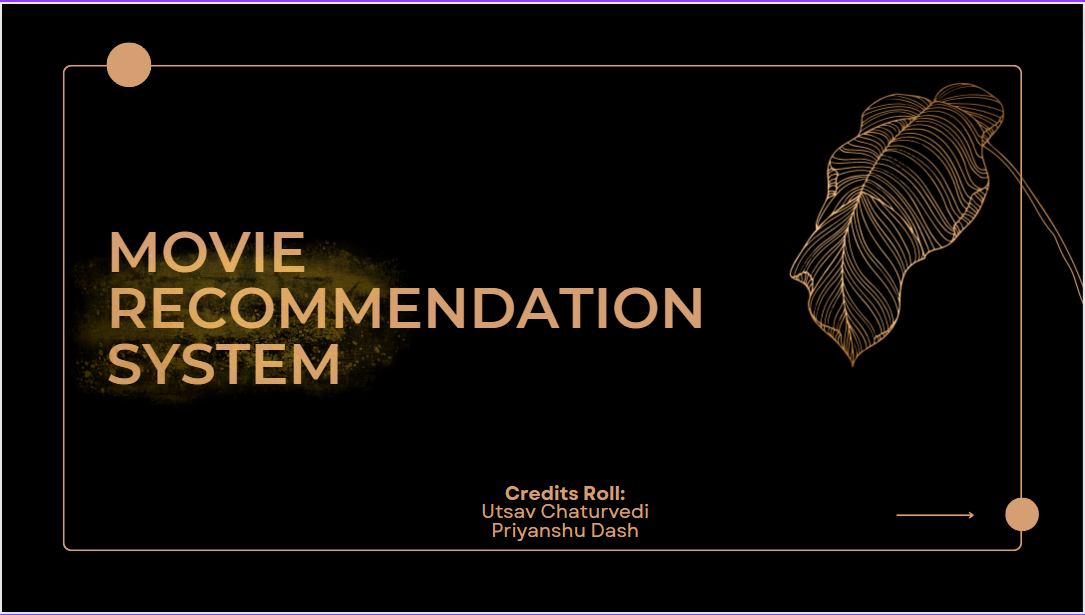 MOVIE
RECOMMENDATION
SYSTEM
Credits Roll:
Utsav Chaturvedi
Priyanshu Dash